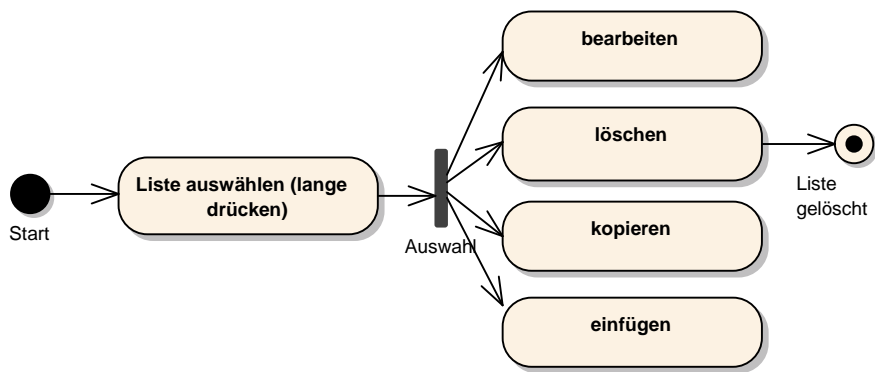 Start
Liste auswählen (lange
drücken)
Auswahl
bearbeiten
löschen
kopieren
einfügen
Liste
gelöscht